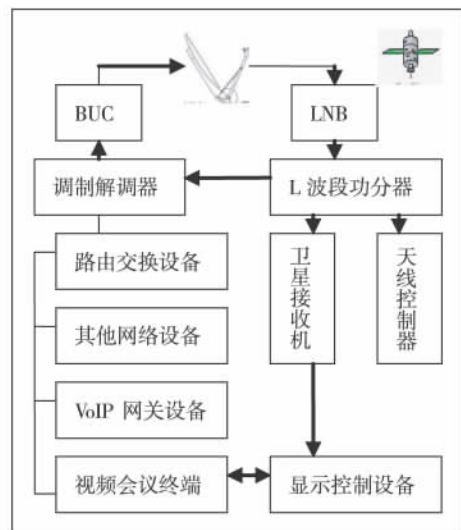 BUC
LNB
调制解调器
L 波段功分器
路由交换设备
卫星接收机
天线控制器
其他网络设备
VoIP 网关设备
视频会议终端
显示控制设备